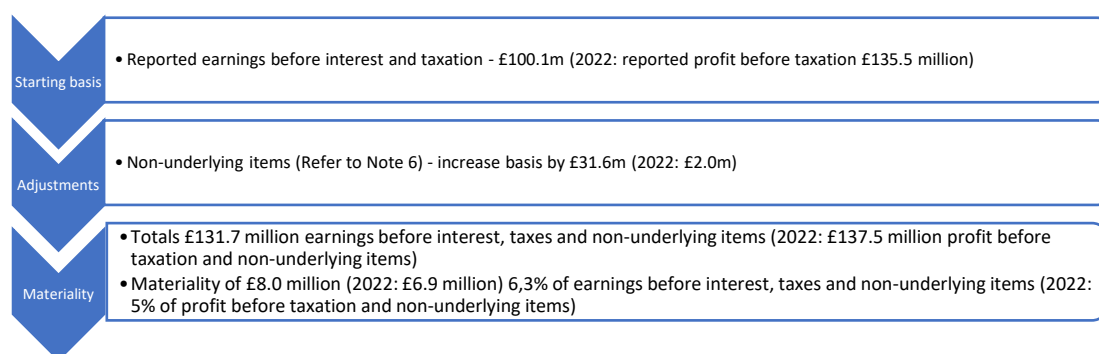 Starting basis
• Reported earnings before interest and taxation - £100.1m (2022: reported profit before taxation £135.5 million)
Adjustments
• Non-underlying items (Refer to Note 6) - increase basis by £31.6m (2022: £2.0m)
Materiality
•Totals £131.7 million earnings before interest, taxes and non-underlying items (2022: £137.5 million profit before
taxation and non-underlying items)
•Materiality of £8.0 million (2022: £6.9 million) 6,3% of earnings before interest, taxes and non-underlying items (2022:
5% of profit before taxation and non-underlying items)